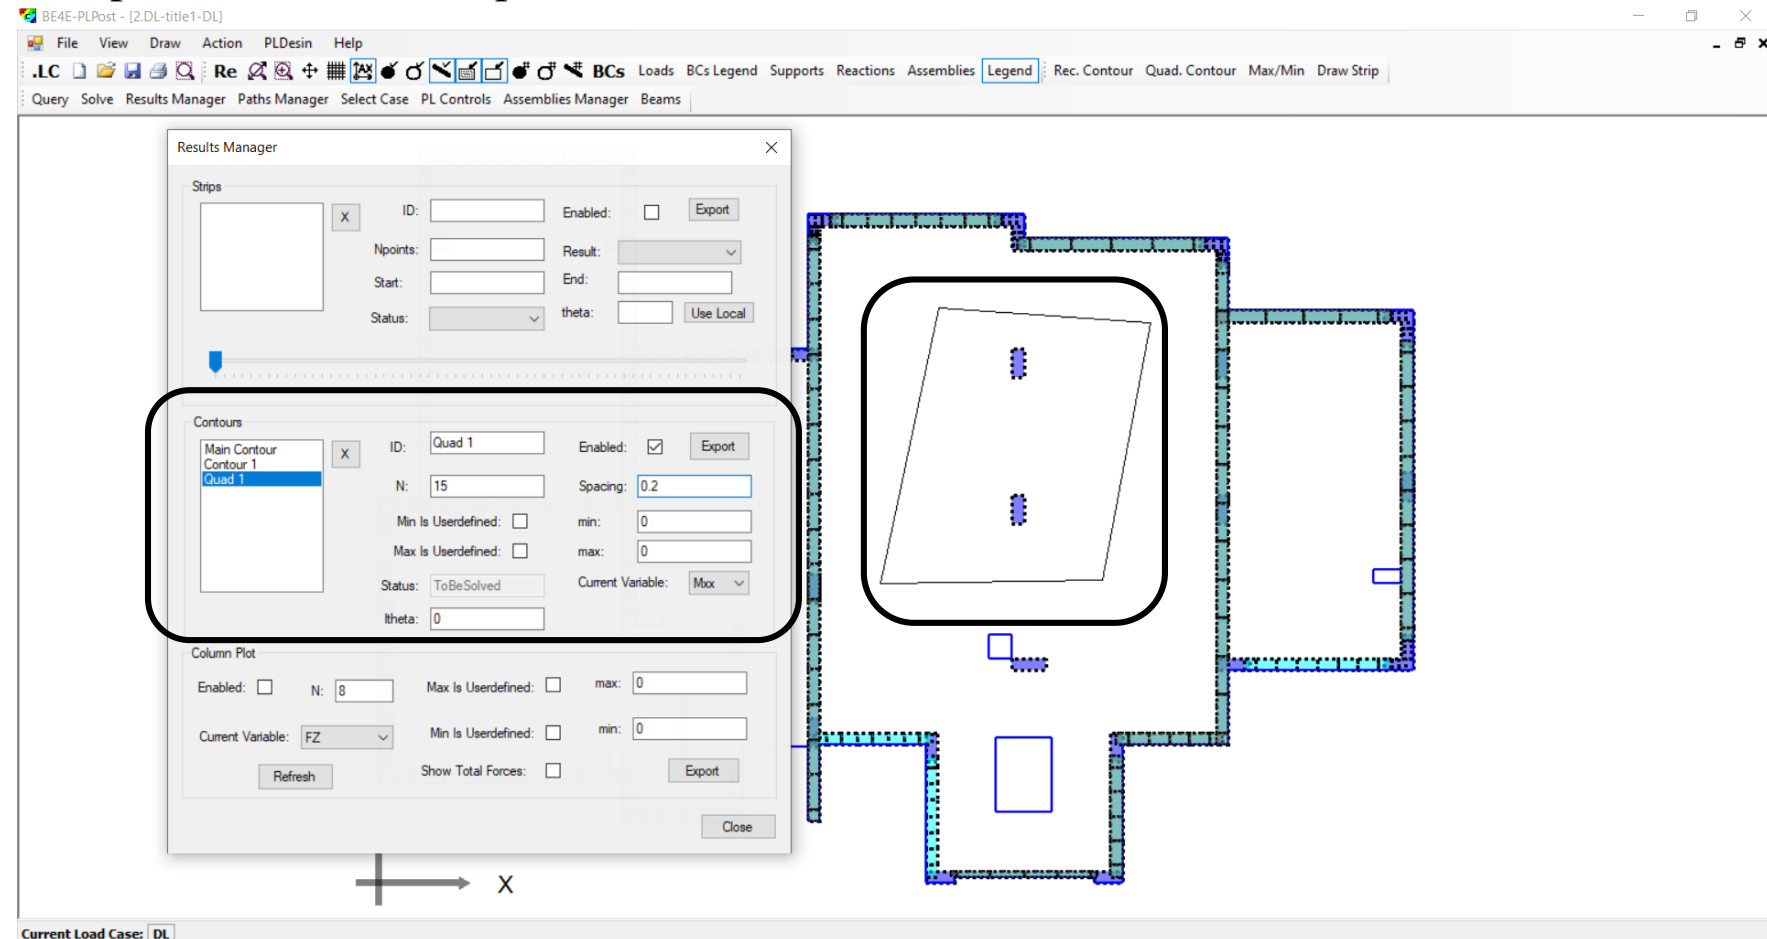 BE4E-PLPost - [2.DL-title1-DL]
File View Draw Action PLDesin Help
.LC Re BCs Loads BCs Legend Supports Reactions Assemblies Legend Rec. Contour Quad. Contour Max/Min Draw Strip
Query Solve Results Manager Paths Manager Select Case PL Controls Assemblies Manager Beams
Results Manager
Strips
X ID: Enabled: Export
Npoints: Result:
Start: End:
Status: theta: Use Local
Contours
Main Contour
Contour 1
Quad 1
X ID: Quad 1 Enabled: Export
N: 15 Spacing: 0.2
Min Is Userdefined: min: 0
Max Is Userdefined: max: 0
Status: ToBeSolved Current Variable: Mxx
Itheta: 0
Column Plot
Enabled: N: 8 Max Is Userdefined: max: 0
Current Variable: FZ Min Is Userdefined: min: 0
Refresh Show Total Forces: Export
Close
X
Current Load Case: DL